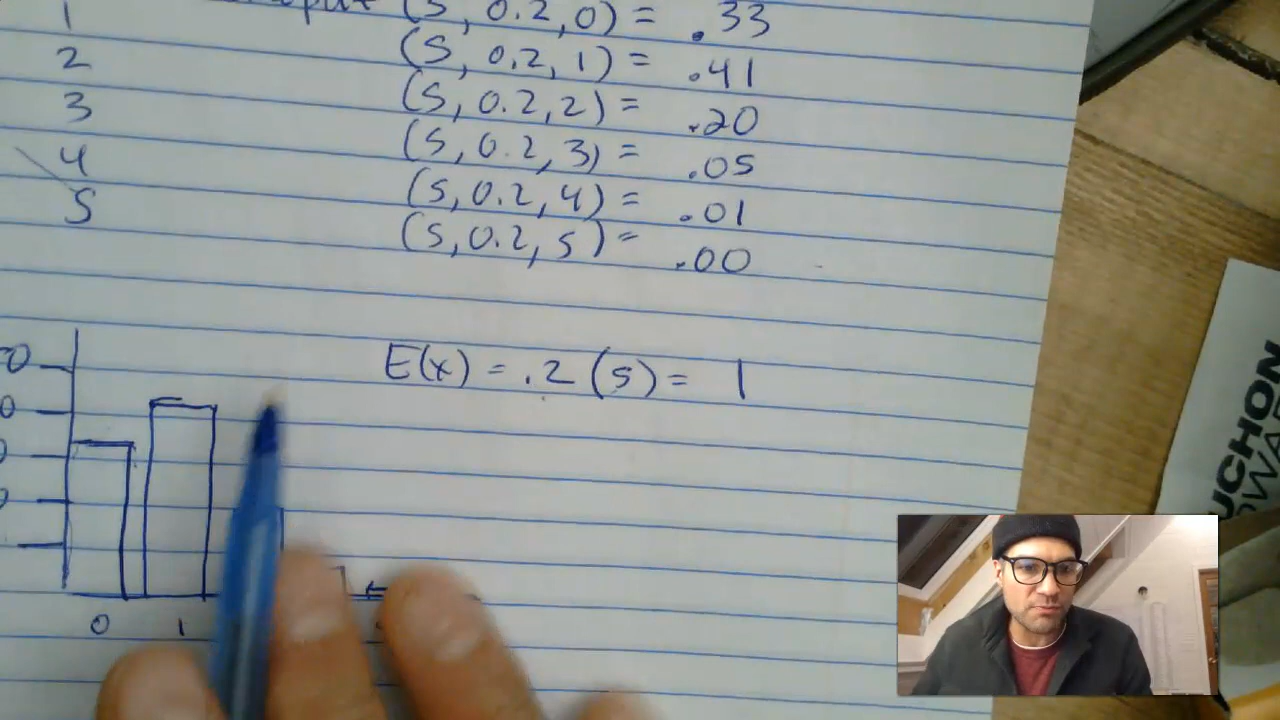 1 (5, 0.2, 0) = .33
2 (5, 0.2, 1) = .41
3 (5, 0.2, 2) = .20
4 (5, 0.2, 3) = .05
5 (5, 0.2, 4) = .01
(5, 0.2, 5) = .00
E(x) = .2 (5) = 1
0 1
UCHON